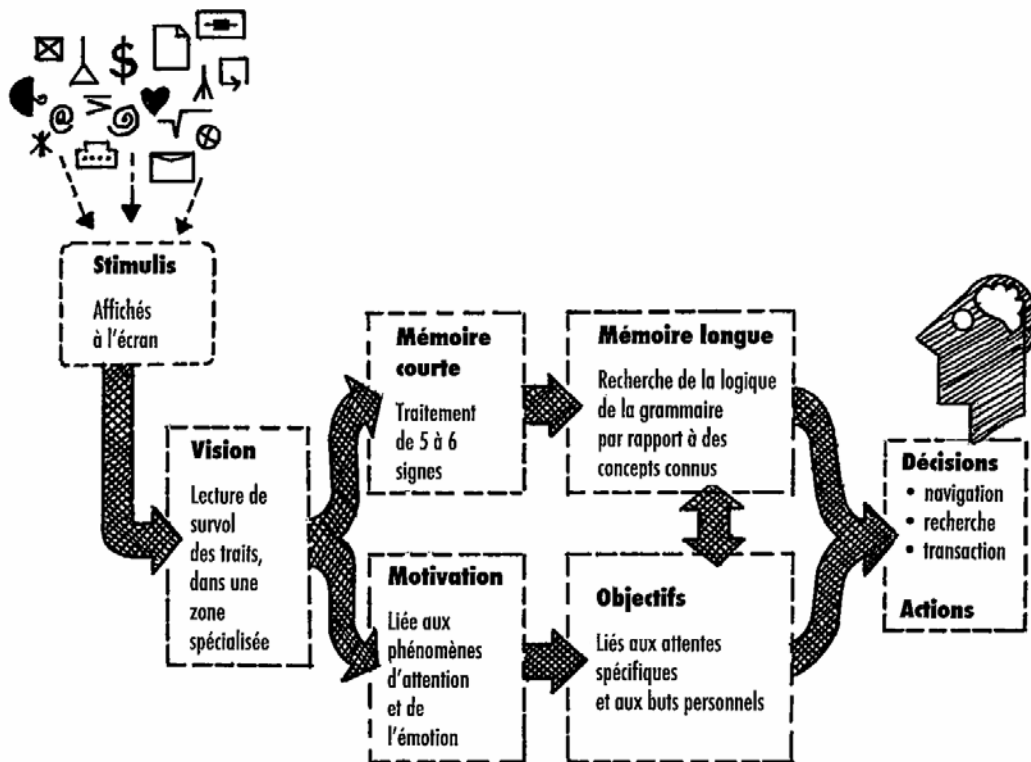 Stimulis
Affichés
à l'écran
Vision
Lecture de
survol
des traits,
dans une
zone
spécialisée
Mémoire
courte
Traitement
de 5 à 6
signes
Mémoire longue
Recherche de la logique
de la grammaire
par rapport à des
concepts connus
Motivation
Liée aux
phénomènes
d'attention
et de
l'émotion
Objectifs
Liés aux attentes
spécifiques
et aux buts personnels
Décisions
• navigation
• recherche
• transaction
Actions